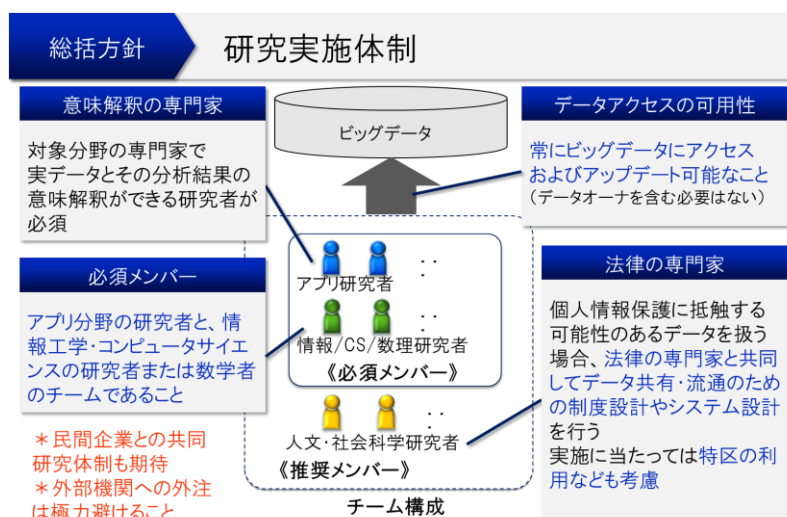 総括方針
研究実施体制
意味解釈の専門家
対象分野の専門家で
実データとその分析結果の
意味解釈ができる研究者が
必須
必須メンバー
アプリ分野の研究者と、情
報工学・コンピュータサイエ
ンスの研究者または数学者
のチームであること
＊民間企業との共同
研究体制も期待
＊外部機関への外注
は極力避けること
ビッグデータ
アプリ研究者
情報/CS/数理研究者
《必須メンバー》
人文・社会科学研究者
《推奨メンバー》
チーム構成
データアクセスの可用性
常にビッグデータにアクセス
およびアップデート可能なこと
（データオーナを含む必要はない）
法律の専門家
個人情報保護に抵触する
可能性のあるデータを扱う
場合、法律の専門家と共同
してデータ共有・流通のため
の制度設計やシステム設計
を行う
実施に当たっては特区の利
用なども考慮